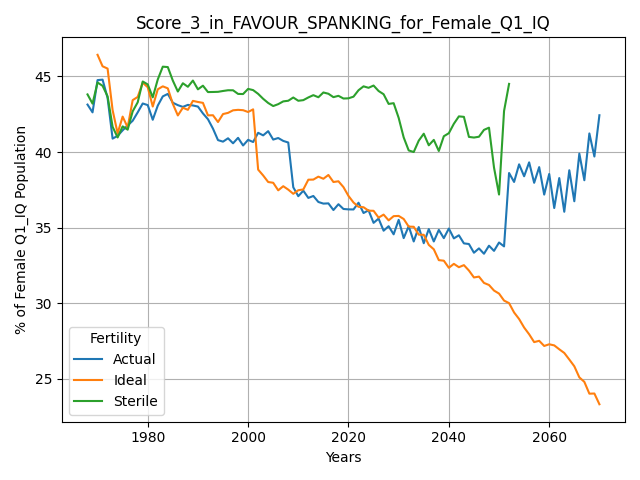 Score_3_in_FAVOUR_SPANKING_for_Female_Q1_IQ
% of Female Q1_IQ Population
45
40
35
30
25
Fertility
Actual
Ideal
Sterile
1980
2000
2020
2040
2060
Years